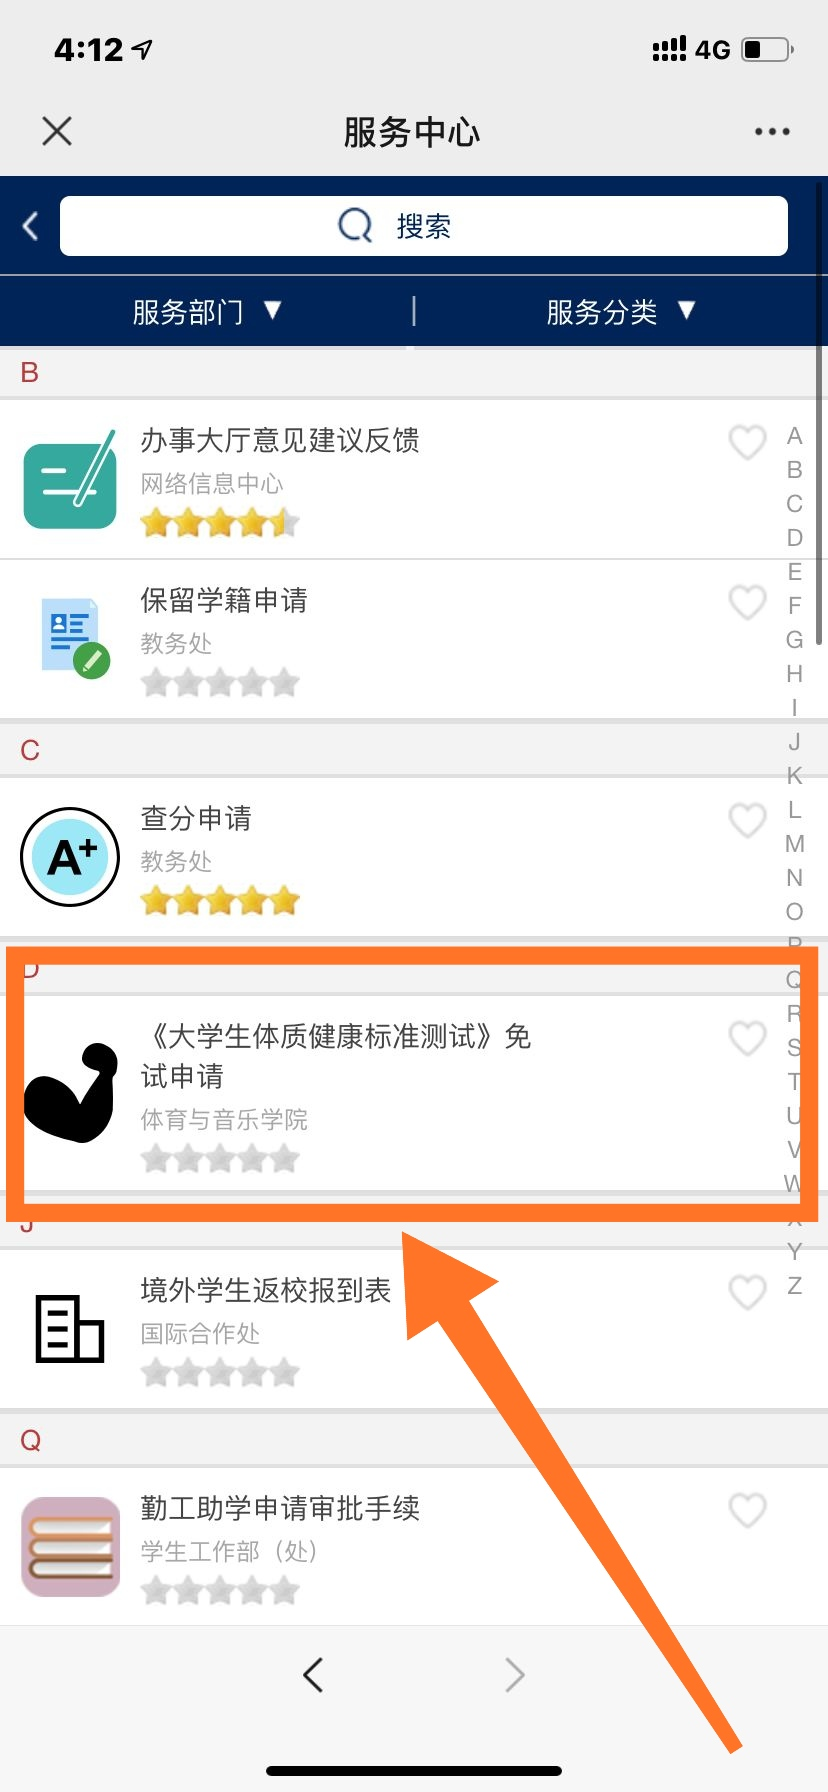 4:12
4G
服务中心
搜索
服务部门 ▼ | 服务分类 ▼
B
办事大厅意见建议反馈
网络信息中心
保留学籍申请
教务处
C
A+
查分申请
教务处
D
《大学生体质健康标准测试》免
试申请
体育与音乐学院
J
境外学生返校报到表
国际合作处
Q
勤工助学申请审批手续
学生工作部（处）
A
B
C
D
E
F
G
H
I
J
K
L
M
N
O
P
Q
R
S
T
U
V
W
X
Y
Z